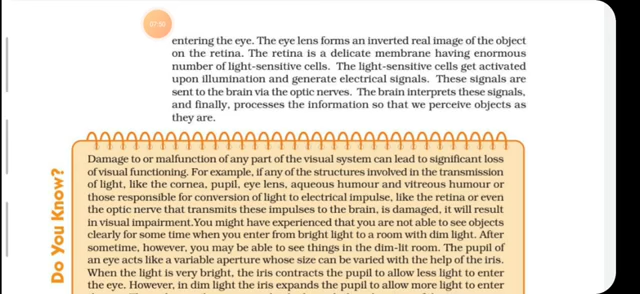 entering the eye. The eye lens forms an inverted real image of the object
on the retina. The retina is a delicate membrane having enormous
number of light-sensitive cells. The light-sensitive cells get activated
upon illumination and generate electrical signals. These signals are
sent to the brain via the optic nerves. The brain interprets these signals,
and finally, processes the information so that we perceive objects as
they are.
Do You Know?
Damage to or malfunction of any part of the visual system can lead to significant loss
of visual functioning. For example, if any of the structures involved in the transmission
of light, like the cornea, pupil, eye lens, aqueous humour and vitreous humour or
those responsible for conversion of light to electrical impulse, like the retina or even
the optic nerve that transmits these impulses to the brain, is damaged, it will result
in visual impairment.You might have experienced that you are not able to see objects
clearly for some time when you enter from bright light to a room with dim light. After
sometime, however, you may be able to see things in the dim-lit room. The pupil of
an eye acts like a variable aperture whose size can be varied with the help of the iris.
When the light is very bright, the iris contracts the pupil to allow less light to enter
the eye. However, in dim light the iris expands the pupil to allow more light to enter